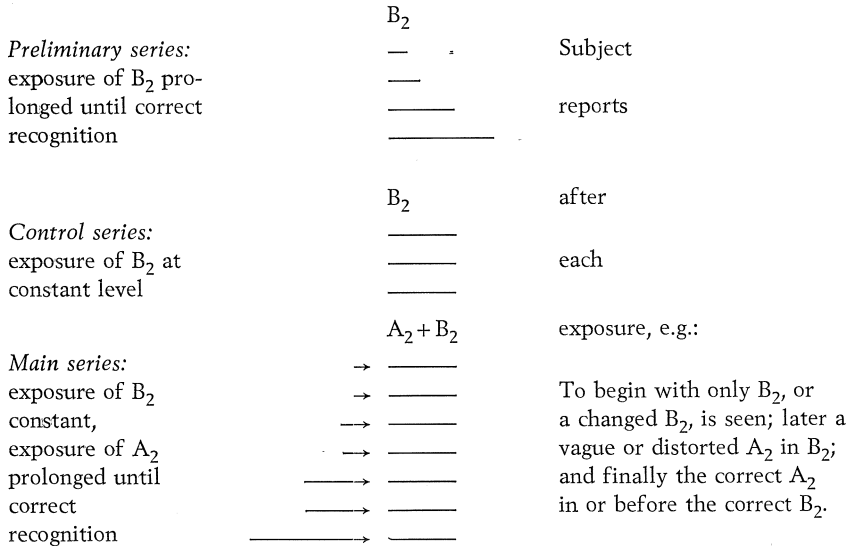 B₂
Preliminary series:
exposure of B₂ pro-
longed until correct
recognition
Subject
reports
B₂
after
Control series:
exposure of B₂ at
constant level
each
A₂ + B₂
exposure, e.g.:
Main series:
exposure of B₂
constant,
exposure of A₂
prolonged until
correct
recognition
To begin with only B₂, or
a changed B₂, is seen; later a
vague or distorted A₂ in B₂;
and finally the correct A₂
in or before the correct B₂.